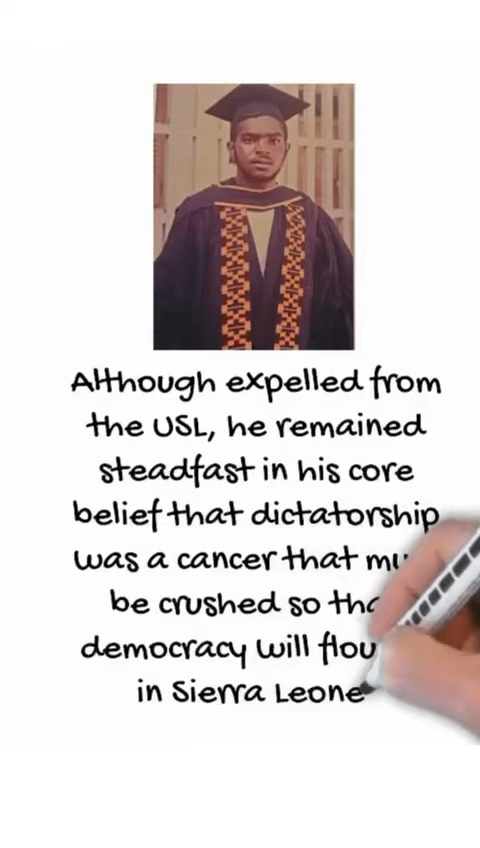 Although expelled from
the USL, he remained
steadfast in his core
belief that dictatorship
was a cancer that
be crushed so
democracy will
in Sierra Leone